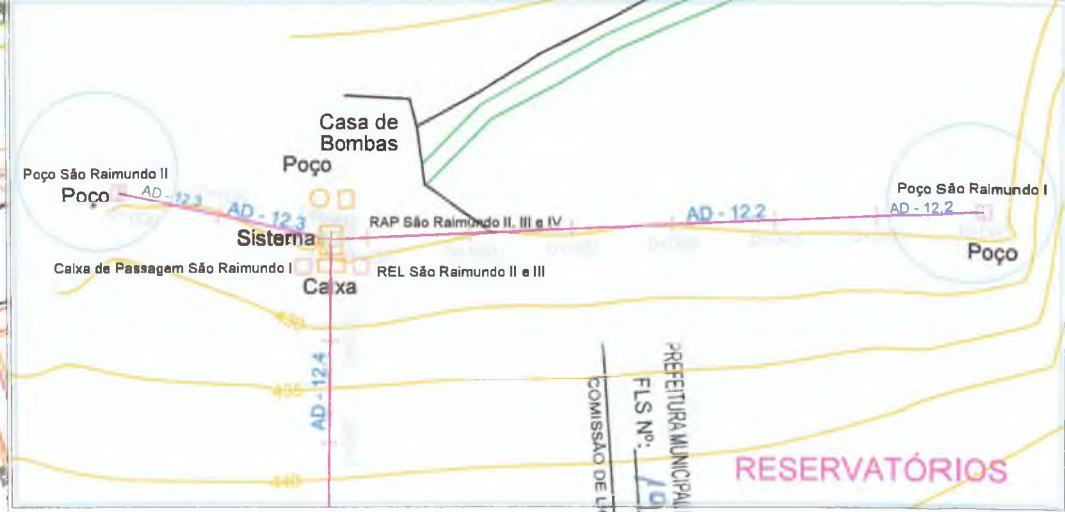 Casa de
Bombas
Poço
Poço São Raimundo II
Poço
AD - 12.3
AD - 12.3
Sisterna
RAP São Raimundo II, III e IV
AD - 12.2
AD - 12.2
Poço São Raimundo I
Poço
Caixa de Passagem São Raimundo I
REL São Raimundo II e III
Caixa
430
AD - 12.4
435
440
PREFEITURA MUNICIPAL
FLS Nº:
COMISSÃO DE LI
RESERVATÓRIOS